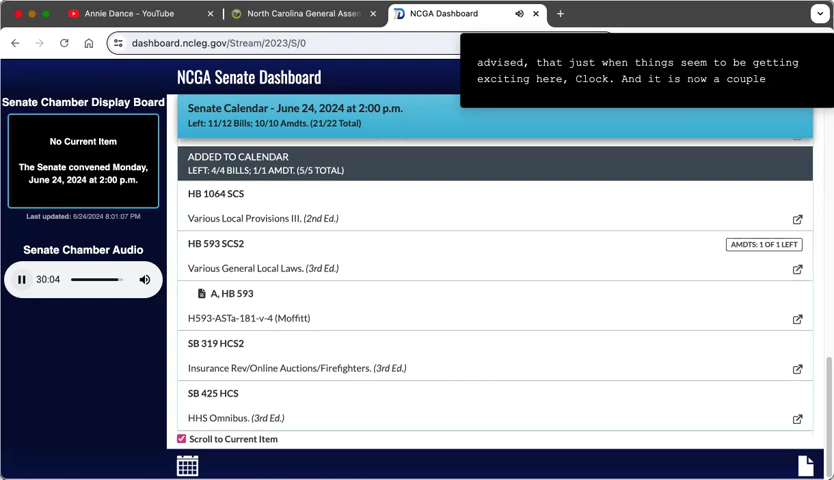 Annie Dance - YouTube
North Carolina General Assem
NCGA Dashboard
dashboard.ncleg.gov/Stream/2023/S/0
advised, that just when things seem to be getting
exciting here, Clock. And it is now a couple
NCGA Senate Dashboard
Senate Chamber Display Board
No Current Item
The Senate convened Monday,
June 24, 2024 at 2:00 p.m.
Last updated: 6/24/2024 8:01:07 PM
Senate Chamber Audio
30:04
Senate Calendar - June 24, 2024 at 2:00 p.m.
Left: 11/12 Bills; 10/10 Amdts. (21/22 Total)
ADDED TO CALENDAR
LEFT: 4/4 BILLS; 1/1 AMDT. (5/5 TOTAL)
HB 1064 SCS
Various Local Provisions III. (2nd Ed.)
HB 593 SCS2
AMDTS: 1 OF 1 LEFT
Various General Local Laws. (3rd Ed.)
A, HB 593
H593-ASTa-181-v-4 (Moffitt)
SB 319 HCS2
Insurance Rev/Online Auctions/Firefighters. (3rd Ed.)
SB 425 HCS
HHS Omnibus. (3rd Ed.)
Scroll to Current Item